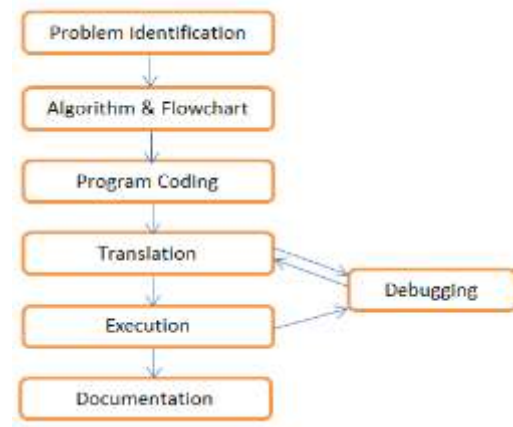 Problem Identification
Algorithm & Flowchart
Program Coding
Translation
Debugging
Execution
Documentation